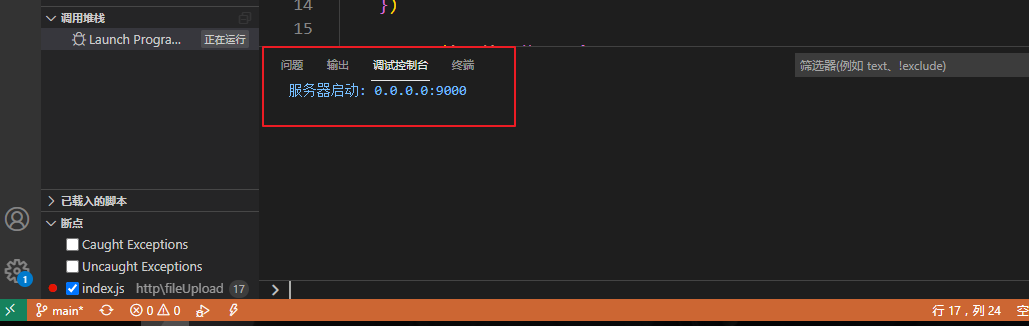 调用堆栈
Launch Progra... 正在运行
14 })
15
问题 输出 调试控制台 终端
筛选器(例如 text、!exclude)
服务器启动: 0.0.0.0:9000
已载入的脚本
断点
Caught Exceptions
Uncaught Exceptions
index.js http\fileUpload 17
1
main* 0 0
行 17，列 24 空